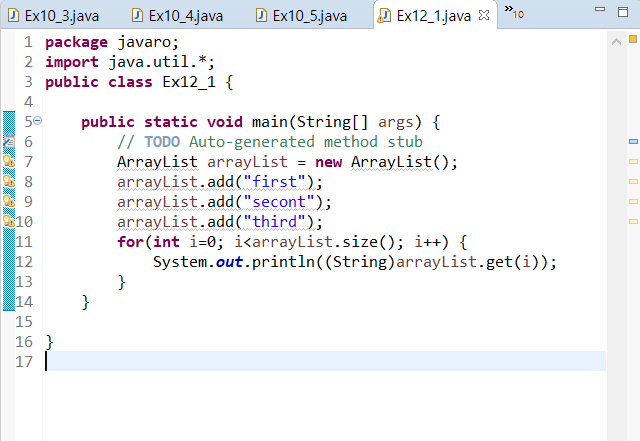 Ex10_3.java Ex10_4.java Ex10_5.java Ex12_1.java »10
1 package javaro;
2 import java.util.*;
3 public class Ex12_1 {
4
5 public static void main(String[] args) {
6 // TODO Auto-generated method stub
7 ArrayList arrayList = new ArrayList();
8 arrayList.add("first");
9 arrayList.add("secont");
10 arrayList.add("third");
11 for(int i=0; i<arrayList.size(); i++) {
12 System.out.println((String)arrayList.get(i));
13 }
14 }
15
16 }
17